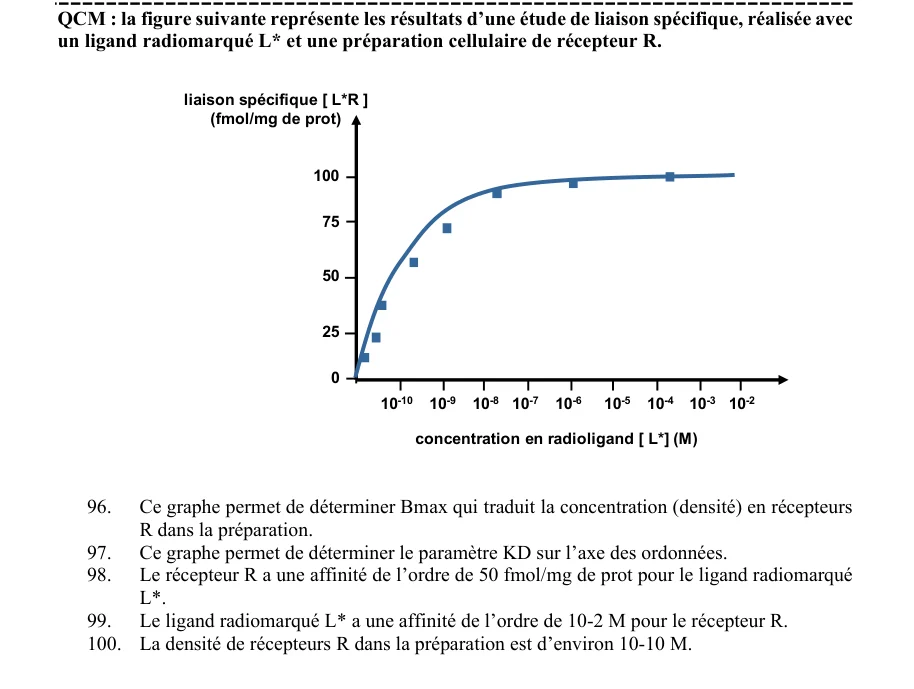 QCM : la figure suivante représente les résultats d’une étude de liaison spécifique, réalisée avec
un ligand radiomarqué L* et une préparation cellulaire de récepteur R.
liaison spécifique [ L*R ]
(fmol/mg de prot)
100
75
50
25
0
10-10 10-9 10-8 10-7 10-6 10-5 10-4 10-3 10-2
concentration en radioligand [ L*] (M)
96. Ce graphe permet de déterminer Bmax qui traduit la concentration (densité) en récepteurs
R dans la préparation.
97. Ce graphe permet de déterminer le paramètre KD sur l’axe des ordonnées.
98. Le récepteur R a une affinité de l’ordre de 50 fmol/mg de prot pour le ligand radiomarqué
L*.
99. Le ligand radiomarqué L* a une affinité de l’ordre de 10-2 M pour le récepteur R.
100. La densité de récepteurs R dans la préparation est d’environ 10-10 M.